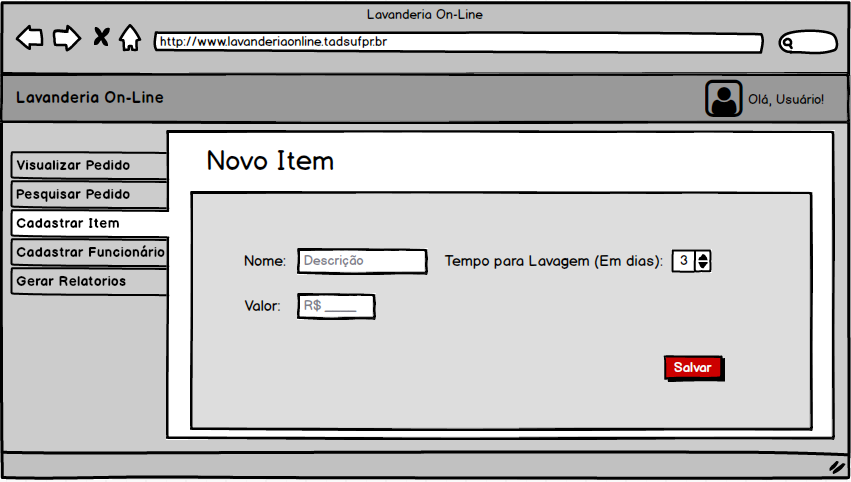 Lavanderia On-Line
http://www.lavanderiaonline.tadsufpr.br
Lavanderia On-Line
Olá, Usuário!
Visualizar Pedido
Pesquisar Pedido
Cadastrar Item
Cadastrar Funcionário
Gerar Relatorios
Novo Item
Nome: Descrição Tempo para Lavagem (Em dias): 3
Valor: R$ ____
Salvar